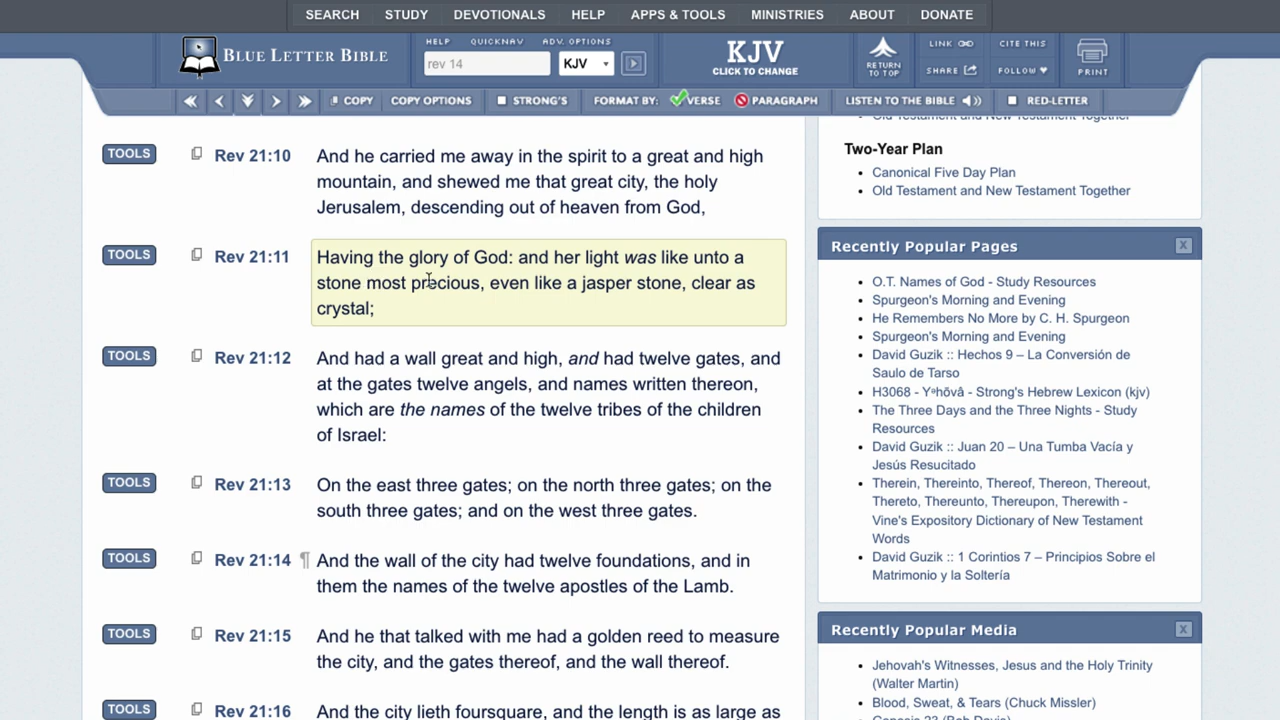 SEARCH STUDY DEVOTIONALS HELP APPS & TOOLS MINISTRIES ABOUT DONATE
BLUE LETTER BIBLE
HELP QUICKNAV ADV. OPTIONS
rev 14 KJV
KJV
CLICK TO CHANGE
RETURN
TO TOP
LINK CITE THIS
SHARE FOLLOW
PRINT
COPY COPY OPTIONS STRONG'S FORMAT BY: VERSE PARAGRAPH LISTEN TO THE BIBLE RED-LETTER
TOOLS Rev 21:10 And he carried me away in the spirit to a great and high
mountain, and shewed me that great city, the holy
Jerusalem, descending out of heaven from God,
TOOLS Rev 21:11 Having the glory of God: and her light was like unto a
stone most precious, even like a jasper stone, clear as
crystal;
TOOLS Rev 21:12 And had a wall great and high, and had twelve gates, and
at the gates twelve angels, and names written thereon,
which are the names of the twelve tribes of the children
of Israel:
TOOLS Rev 21:13 On the east three gates; on the north three gates; on the
south three gates; and on the west three gates.
TOOLS Rev 21:14 ¶ And the wall of the city had twelve foundations, and in
them the names of the twelve apostles of the Lamb.
TOOLS Rev 21:15 And he that talked with me had a golden reed to measure
the city, and the gates thereof, and the wall thereof.
TOOLS Rev 21:16 And the city lieth foursquare, and the length is as large as
Old Testament and New Testament Together
Two-Year Plan
Canonical Five Day Plan
Old Testament and New Testament Together
Recently Popular Pages X
O.T. Names of God - Study Resources
Spurgeon's Morning and Evening
He Remembers No More by C. H. Spurgeon
Spurgeon's Morning and Evening
David Guzik :: Hechos 9 – La Conversión de
Saulo de Tarso
H3068 - Yᵊhōvâ - Strong's Hebrew Lexicon (kjv)
The Three Days and the Three Nights - Study
Resources
David Guzik :: Juan 20 – Una Tumba Vacía y
Jesús Resucitado
Therein, Thereinto, Thereof, Thereon, Thereout,
Thereto, Thereunto, Thereupon, Therewith -
Vine's Expository Dictionary of New Testament
Words
David Guzik :: 1 Corintios 7 – Principios Sobre el
Matrimonio y la Soltería
Recently Popular Media X
Jehovah's Witnesses, Jesus and the Holy Trinity
(Walter Martin)
Blood, Sweat, & Tears (Chuck Missler)